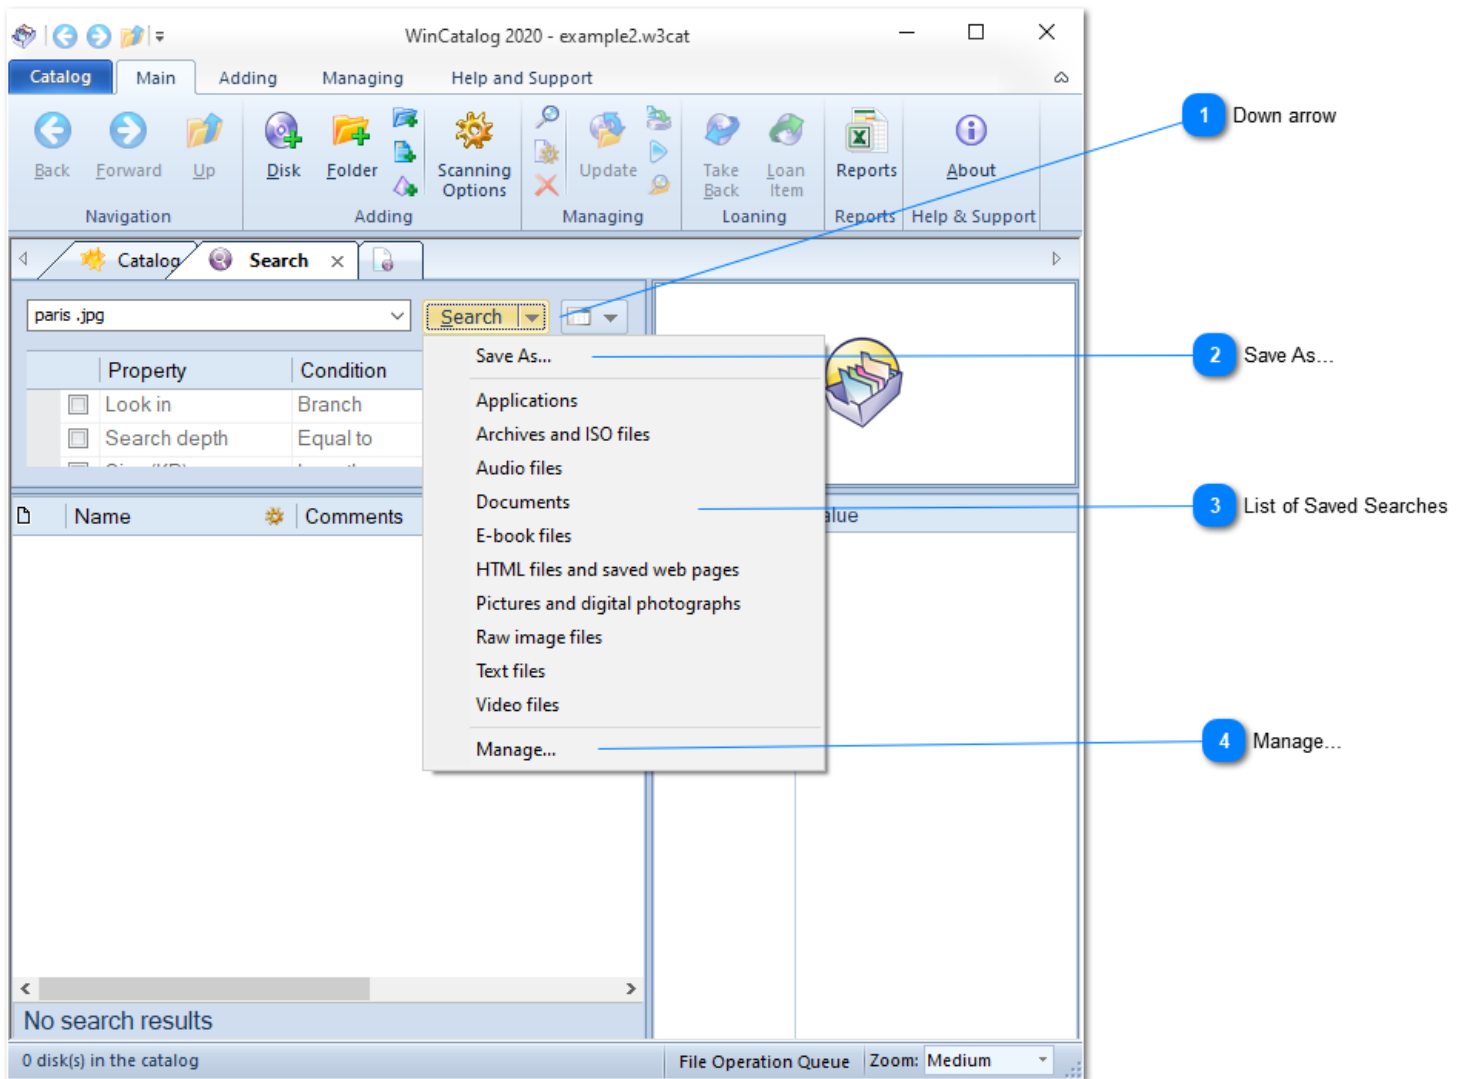 WinCatalog 2020 - example2.w3cat
Catalog Main Adding Managing Help and Support
Back Forward Up Disk Folder Scanning Options Update Take Back Loan Item Reports About
Navigation Adding Managing Loaning Reports Help & Support
1 Down arrow
Catalog Search
paris .jpg Search
Save As...
2 Save As...
Property Condition
Look in Branch
Search depth Equal to
Applications
Archives and ISO files
Audio files
Documents
3 List of Saved Searches
Name Comments alue
E-book files
HTML files and saved web pages
Pictures and digital photographs
Raw image files
Text files
Video files
Manage...
4 Manage...
No search results
0 disk(s) in the catalog File Operation Queue Zoom: Medium